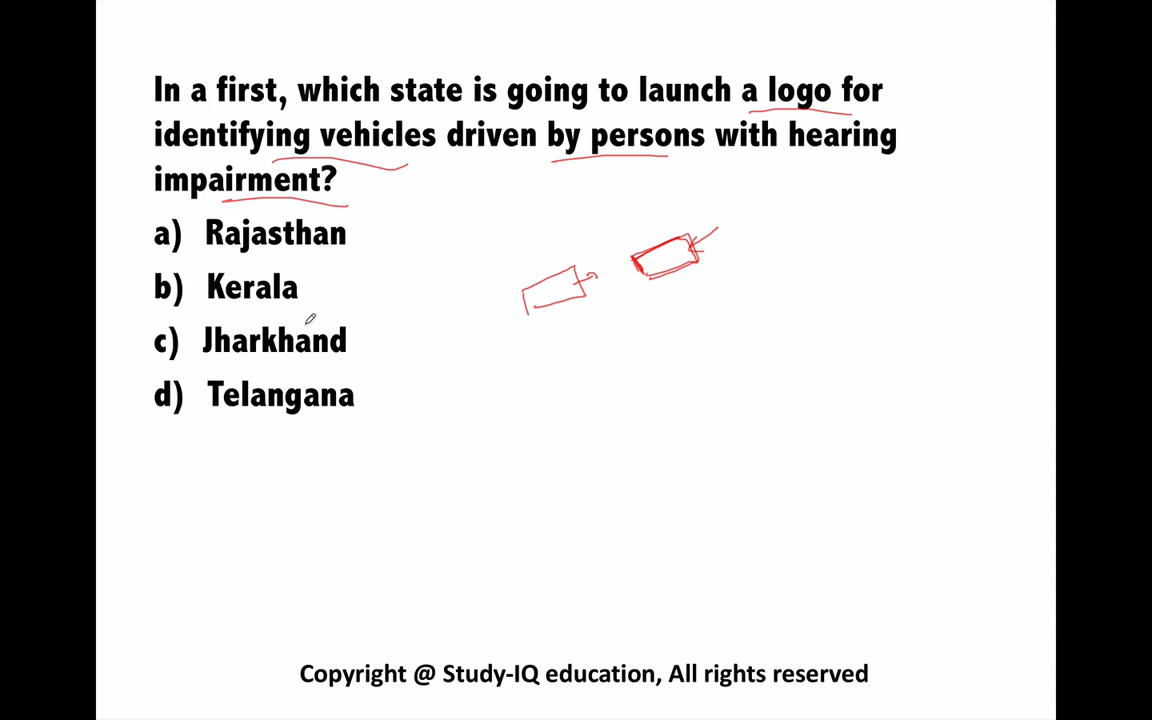 In a first, which state is going to launch a logo for
identifying vehicles driven by persons with hearing
impairment?
a) Rajasthan
b) Kerala
c) Jharkhand
d) Telangana
Copyright @ Study-IQ education, All rights reserved